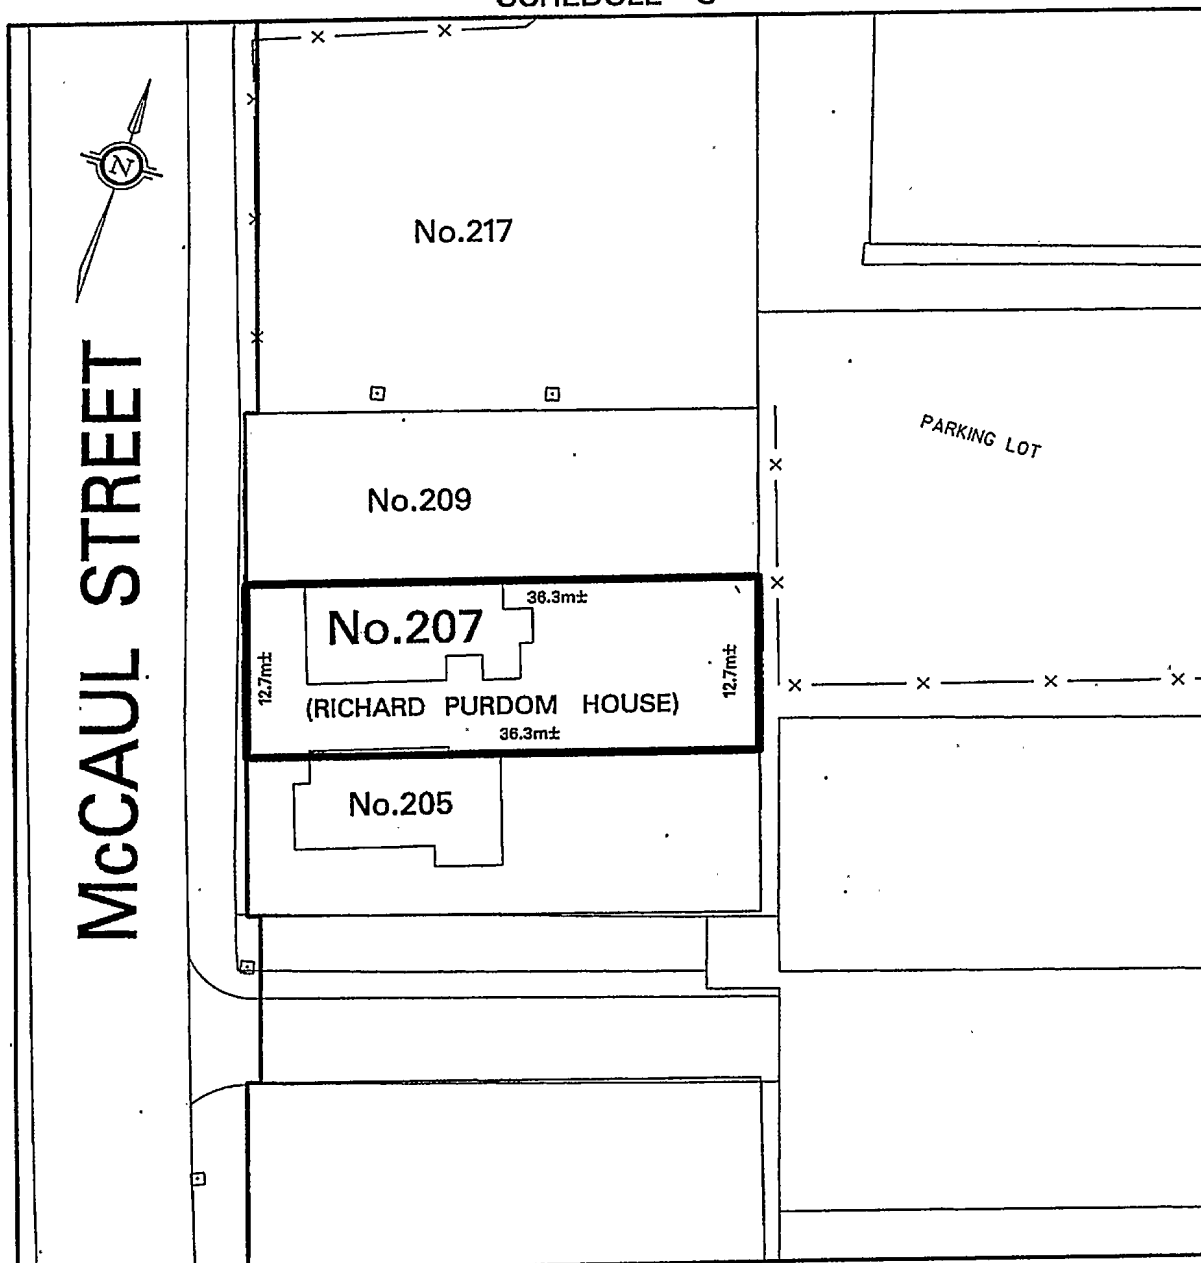 N
No.217
McCAUL STREET
PARKING LOT
No.209
36.3m±
No.207
12.7m±
12.7m±
(RICHARD PURDOM HOUSE)
36.3m±
No.205